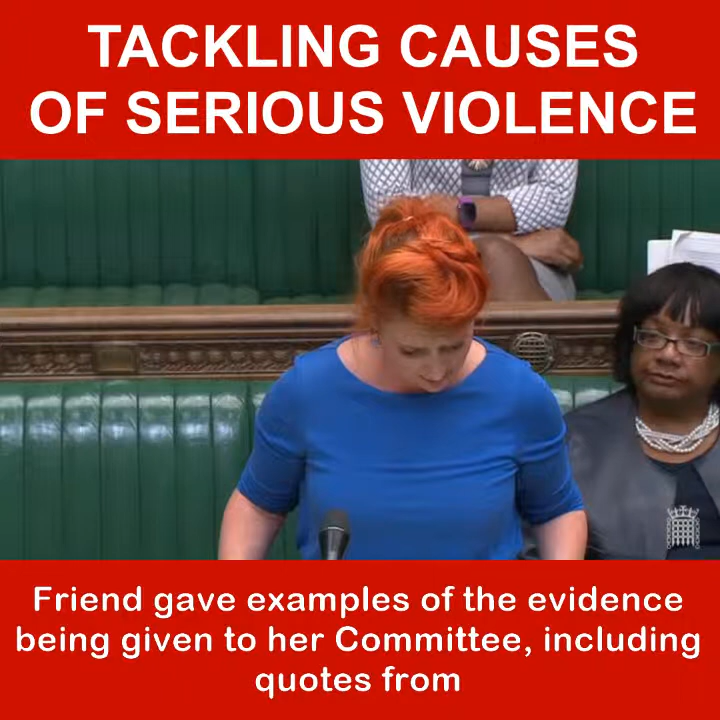 TACKLING CAUSES
OF SERIOUS VIOLENCE
Friend gave examples of the evidence
being given to her Committee, including
quotes from